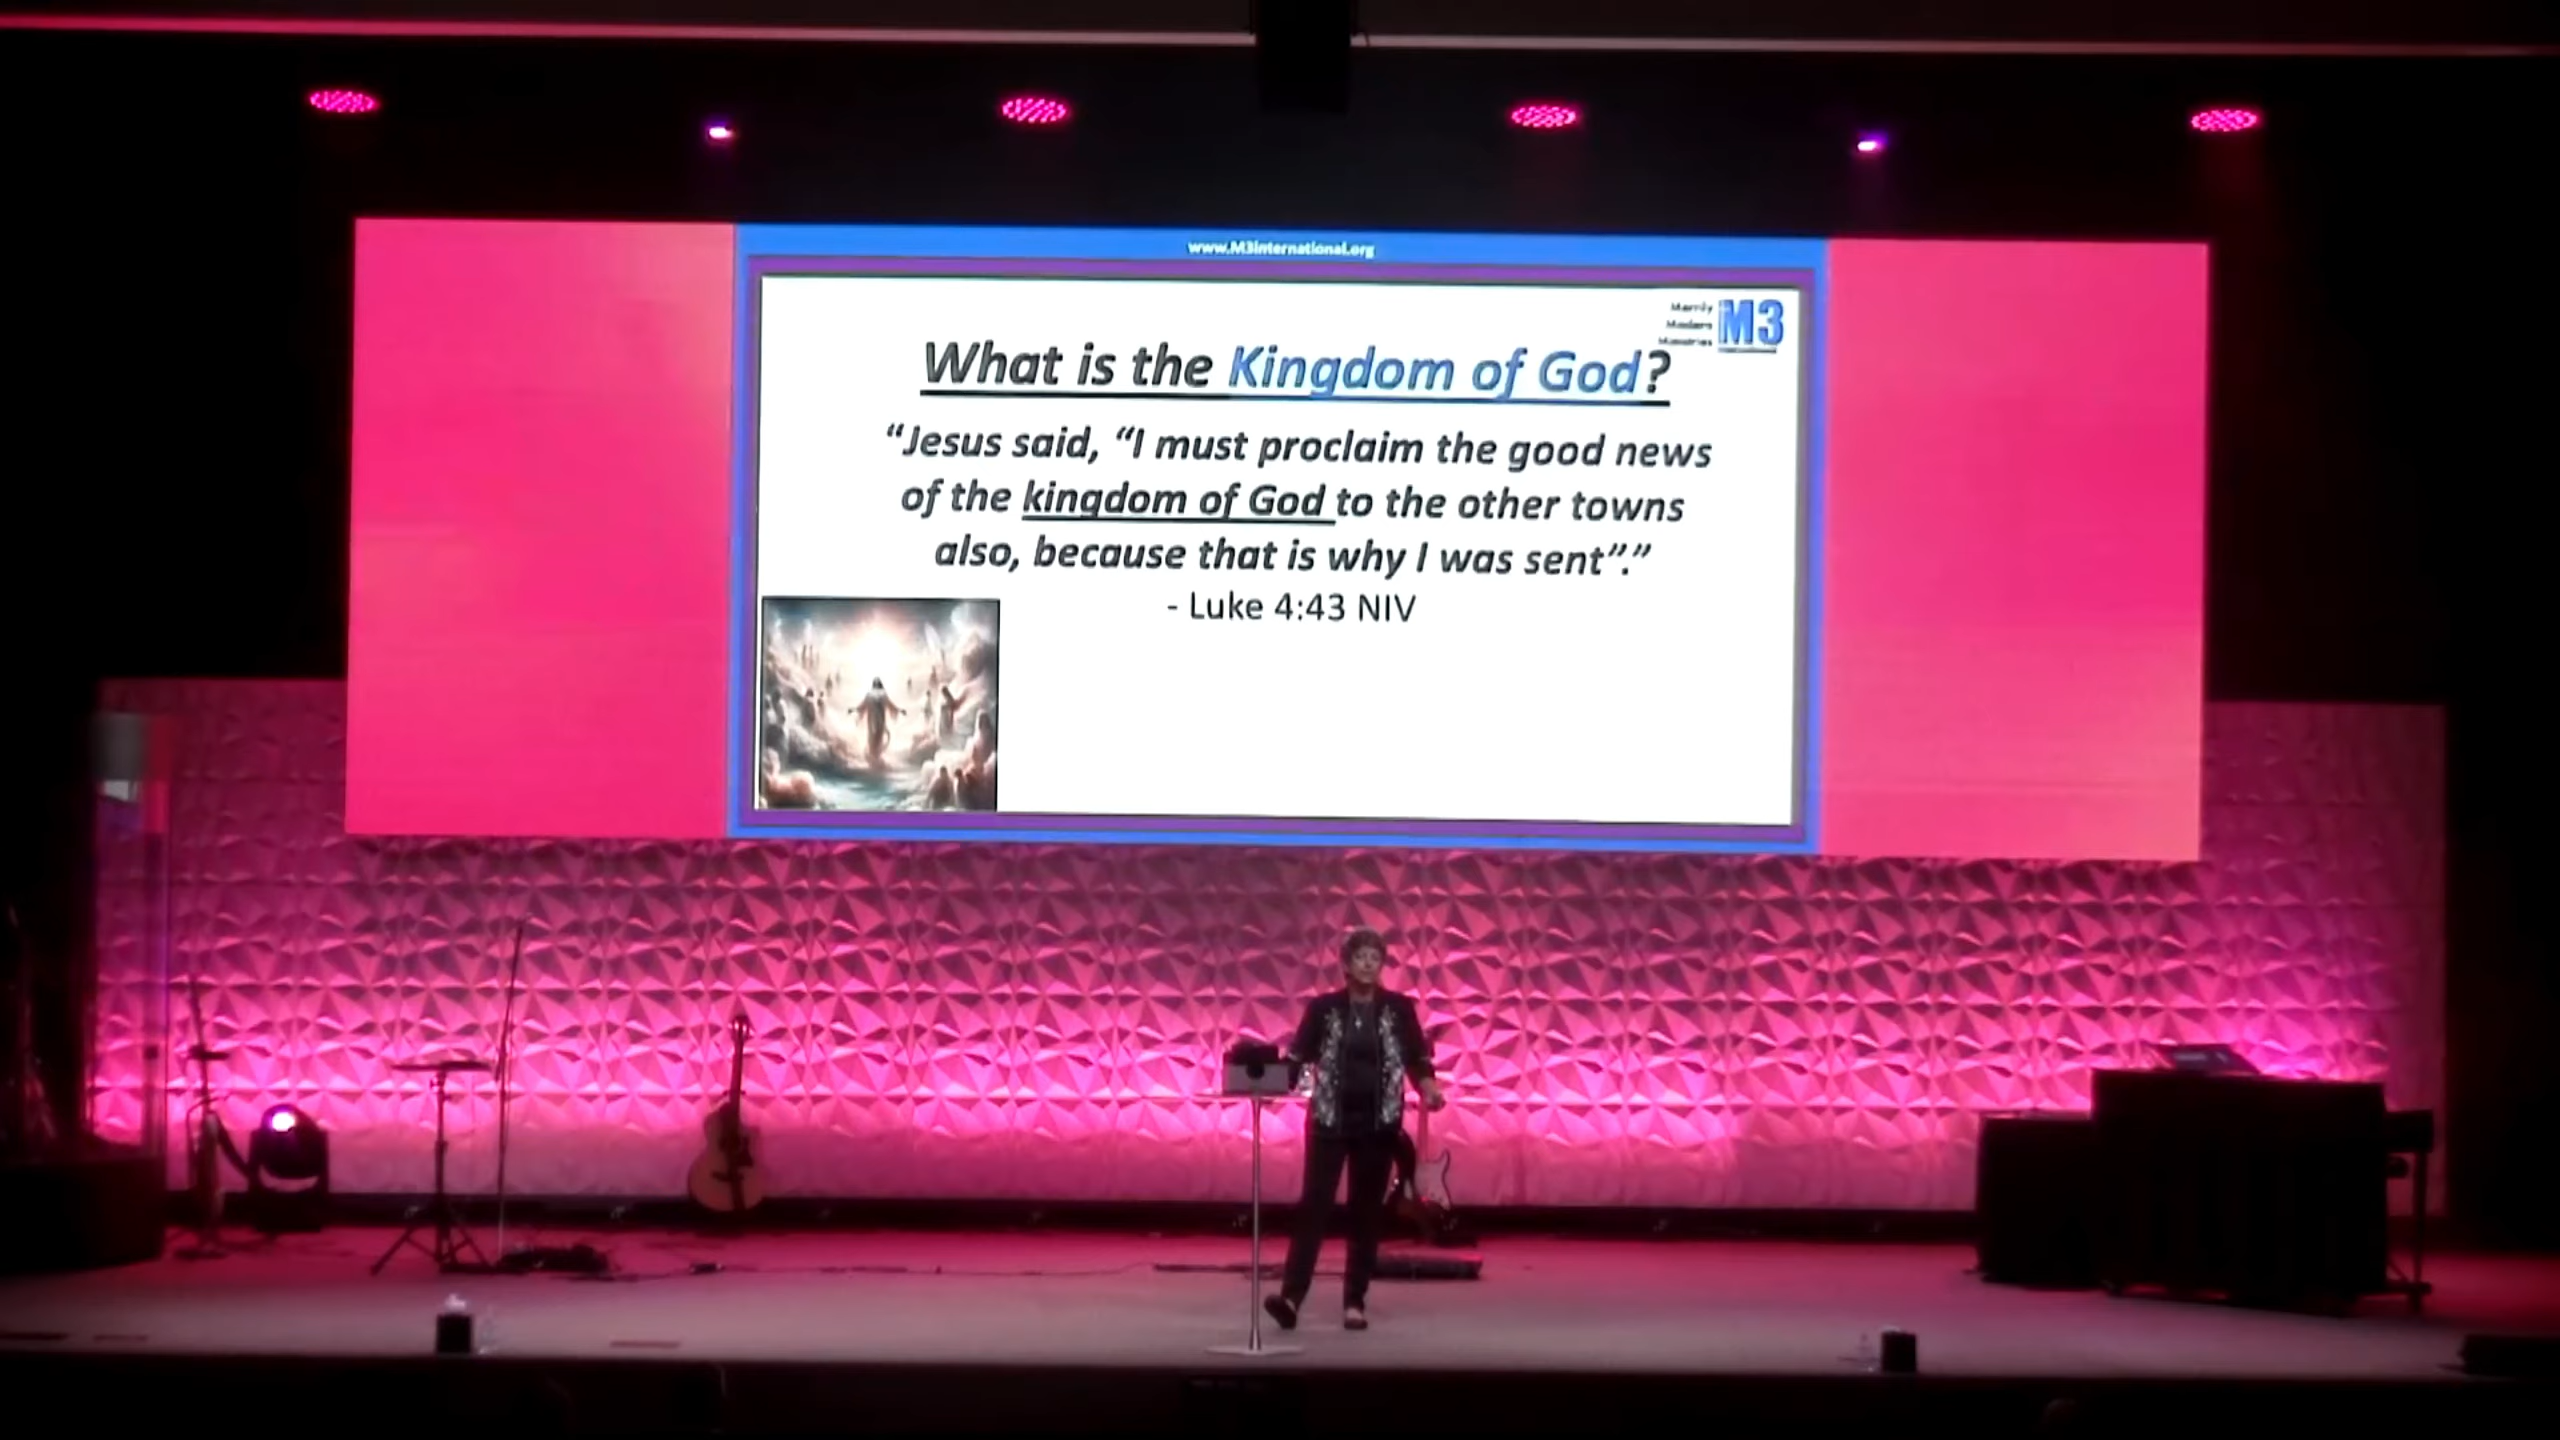 www.M3international.org
M3
What is the Kingdom of God?
“Jesus said, “I must proclaim the good news
of the kingdom of God to the other towns
also, because that is why I was sent”.”
- Luke 4:43 NIV